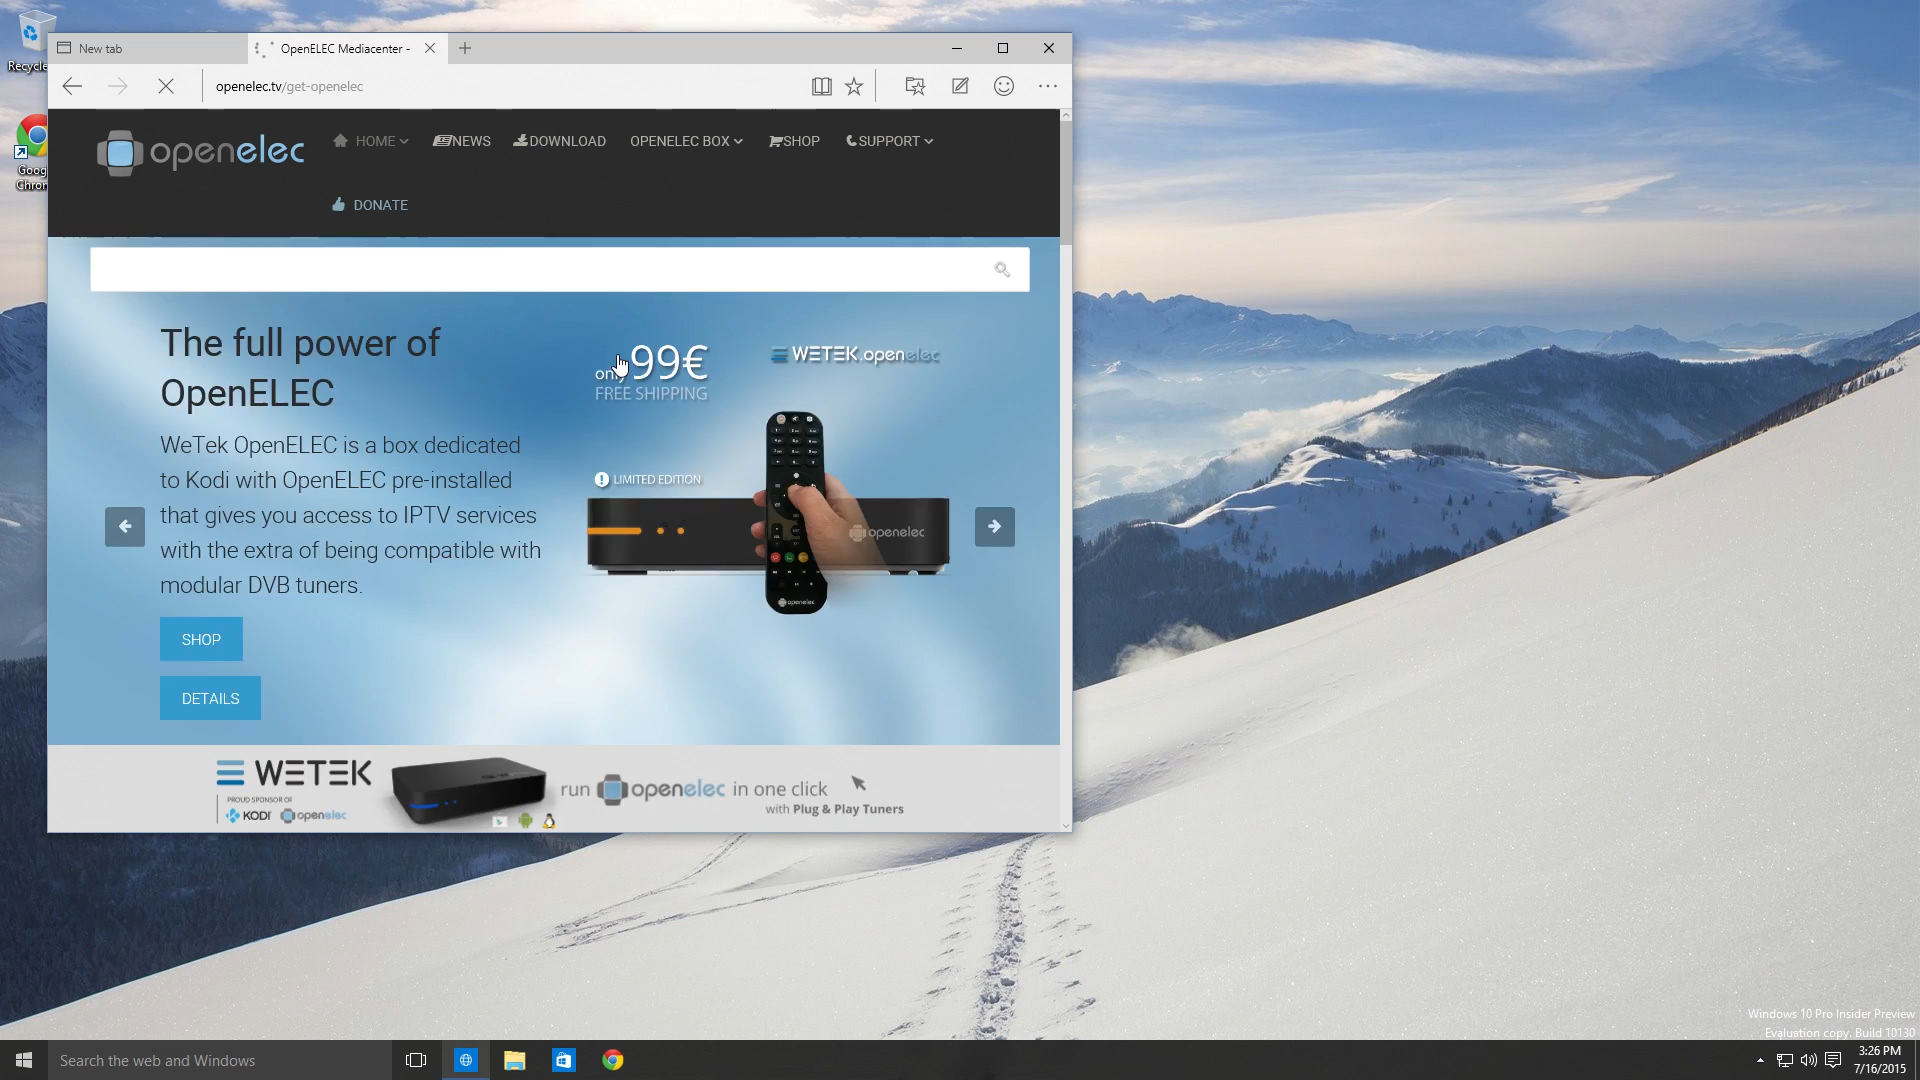 Recycle
Goog
Chron
New tab
OpenELEC Mediacenter -
openelec.tv/get-openelec
openelec
HOME
NEWS
DOWNLOAD
OPENELEC BOX
SHOP
SUPPORT
DONATE
The full power of
OpenELEC
WeTek OpenELEC is a box dedicated
to Kodi with OpenELEC pre-installed
that gives you access to IPTV services
with the extra of being compatible with
modular DVB tuners.
SHOP
DETAILS
only 99€
FREE SHIPPING
WETEK.openelec
LIMITED EDITION
openelec
openelec
WETEK
PROUD SPONSOR OF
KODI openelec
run openelec in one click
with Plug & Play Tuners
Windows 10 Pro Insider Preview
Evaluation copy. Build 10130
Search the web and Windows
3:26 PM
7/16/2015